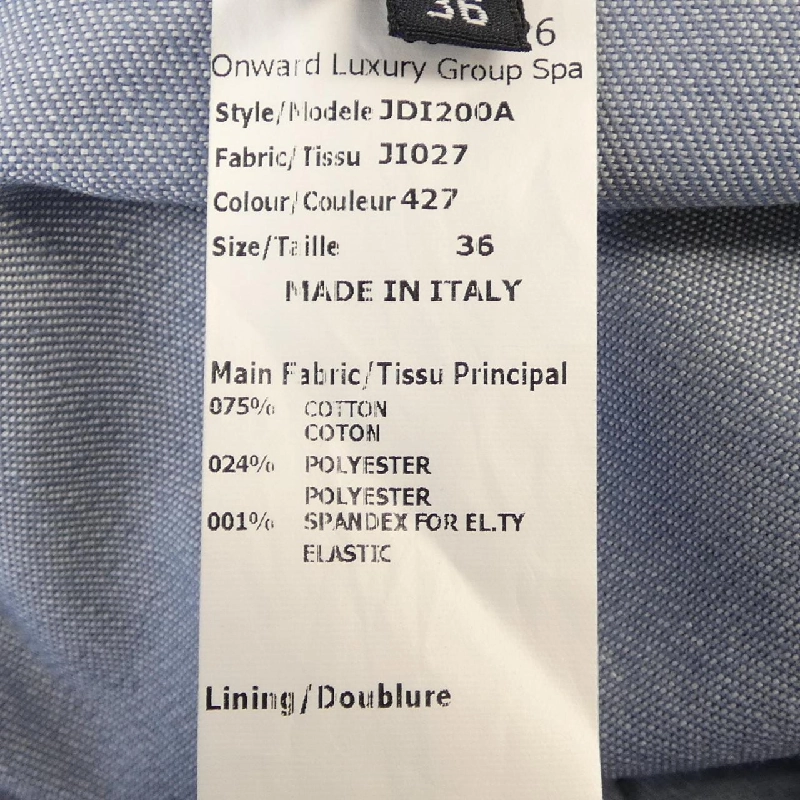 36
26
Onward Luxury Group Spa
Style/Modele JDI200A
Fabric/Tissu JI027
Colour/Couleur 427
Size/Taille 36
MADE IN ITALY
Main Fabric/Tissu Principal
075% COTTON
COTON
024% POLYESTER
POLYESTER
001% SPANDEX FOR EL.TY
ELASTIC
Lining/Doublure